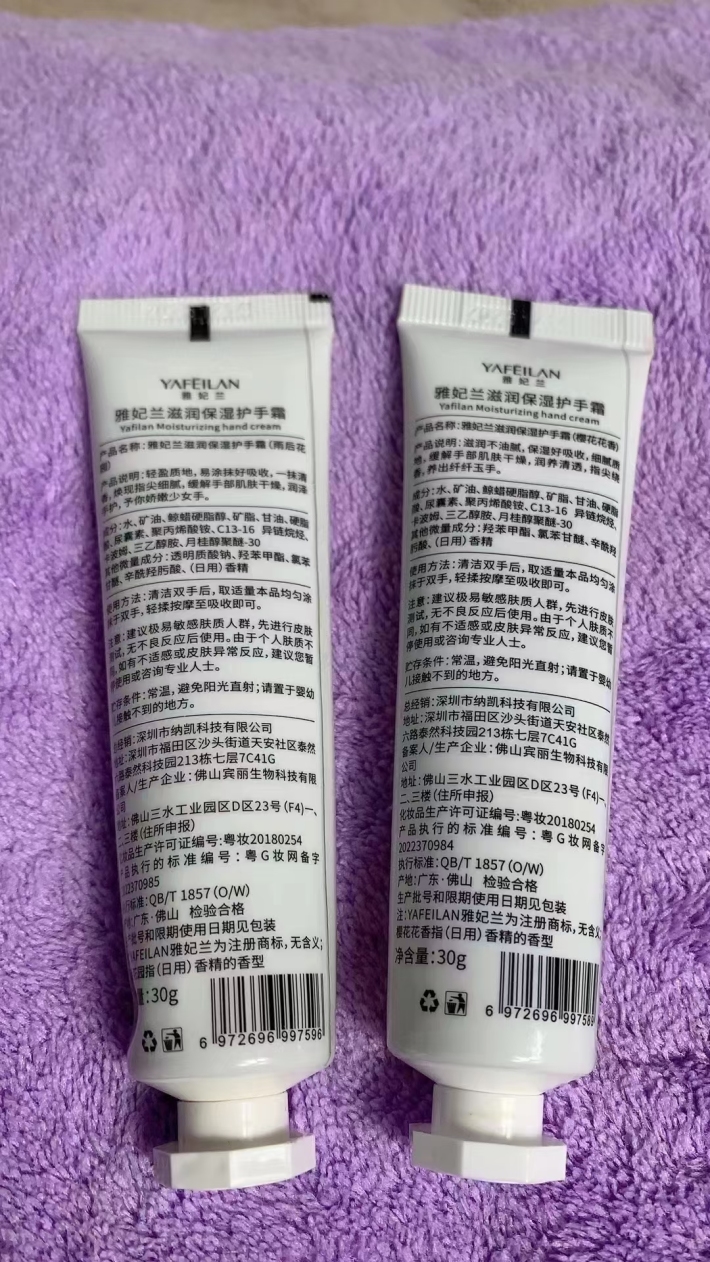 YAFEILAN
雅妃兰
雅妃兰滋润保湿护手霜
Yafilan Moisturizing hand cream
产品名称:雅妃兰滋润保湿护手霜(雨后花
园)
产品说明:轻盈质地,易涂抹好吸收,一抹清
香,焕现指尖细腻,缓解手部肌肤干燥,润泽
手护,予你娇嫩少女手。
成分:水、矿油、鲸蜡硬脂醇、矿脂、甘油、硬脂
酸、尿囊素、聚丙烯酸铵、C13-16 异链烷烃、
卡波姆、三乙醇胺、月桂醇聚醚-30
其他微量成分:透明质酸钠、羟苯甲酯、氯苯
甘醚、辛酰羟肟酸、(日用)香精
使用方法:清洁双手后,取适量本品均匀涂
抹于双手,轻揉按摩至吸收即可。
注意:建议极易敏感肤质人群,先进行皮肤
测试,无不良反应后使用。由于个人肤质不
同,如有不适感或皮肤异常反应,建议您暂
停使用或咨询专业人士。
贮存条件:常温,避免阳光直射;请置于婴幼
儿接触不到的地方。
总经销:深圳市纳凯科技有限公司
地址:深圳市福田区沙头街道天安社区泰然
六路泰然科技园213栋七层7C41G
备案人/生产企业:佛山宾丽生物科技有限
公司
地址:佛山三水工业园区D区23号(F4)一、
二、三楼(住所申报)
化妆品生产许可证编号:粤妆20180254
产品执行的标准编号:粤G妆网备字
2022370985
执行标准:QB/T 1857(O/W)
产地:广东·佛山 检验合格
生产批号和限期使用日期见包装
注:YAFEILAN雅妃兰为注册商标,无含义;
花园指(日用)香精的香型
量:30g
6 972696 997596
YAFEILAN
雅妃兰
雅妃兰滋润保湿护手霜
Yafilan Moisturizing hand cream
产品名称:雅妃兰滋润保湿护手霜(樱花花香)
产品说明:滋润不油腻,保湿好吸收,细腻质
地,缓解手部肌肤干燥,润养清透,指尖绕
香,养出纤纤玉手。
成分:水、矿油、鲸蜡硬脂醇、矿脂、甘油、硬脂
酸、尿囊素、聚丙烯酸铵、C13-16 异链烷烃、
卡波姆、三乙醇胺、月桂醇聚醚-30
其他微量成分:羟苯甲酯、氯苯甘醚、辛酰羟
肟酸、(日用)香精
使用方法:清洁双手后,取适量本品均匀涂
抹于双手,轻揉按摩至吸收即可。
注意:建议极易敏感肤质人群,先进行皮肤
测试,无不良反应后使用。由于个人肤质不
同,如有不适感或皮肤异常反应,建议您暂
停使用或咨询专业人士。
贮存条件:常温,避免阳光直射;请置于婴幼
儿接触不到的地方。
总经销:深圳市纳凯科技有限公司
地址:深圳市福田区沙头街道天安社区泰然
六路泰然科技园213栋七层7C41G
备案人/生产企业:佛山宾丽生物科技有限
公司
地址:佛山三水工业园区D区23号(F4)一、
二、三楼(住所申报)
化妆品生产许可证编号:粤妆20180254
产品执行的标准编号:粤G妆网备字
2022370984
执行标准:QB/T 1857(O/W)
产地:广东·佛山 检验合格
生产批号和限期使用日期见包装
注:YAFEILAN雅妃兰为注册商标,无含义;
樱花花香指(日用)香精的香型
净含量:30g
6 972696 997589